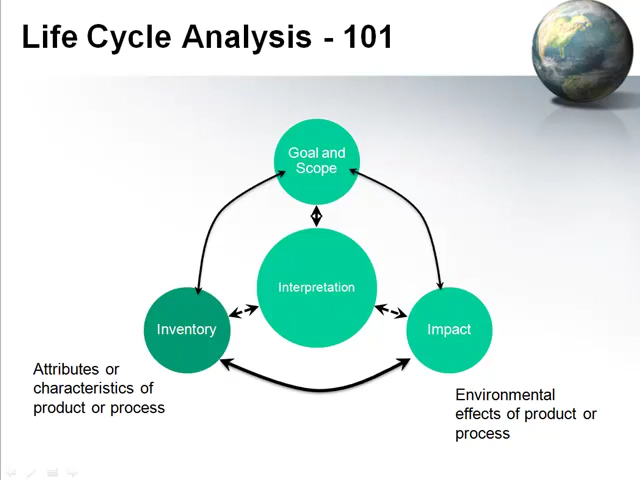 Life Cycle Analysis - 101
Goal and
Scope
Interpretation
Inventory
Impact
Attributes or
characteristics of
product or process
Environmental
effects of product or
process